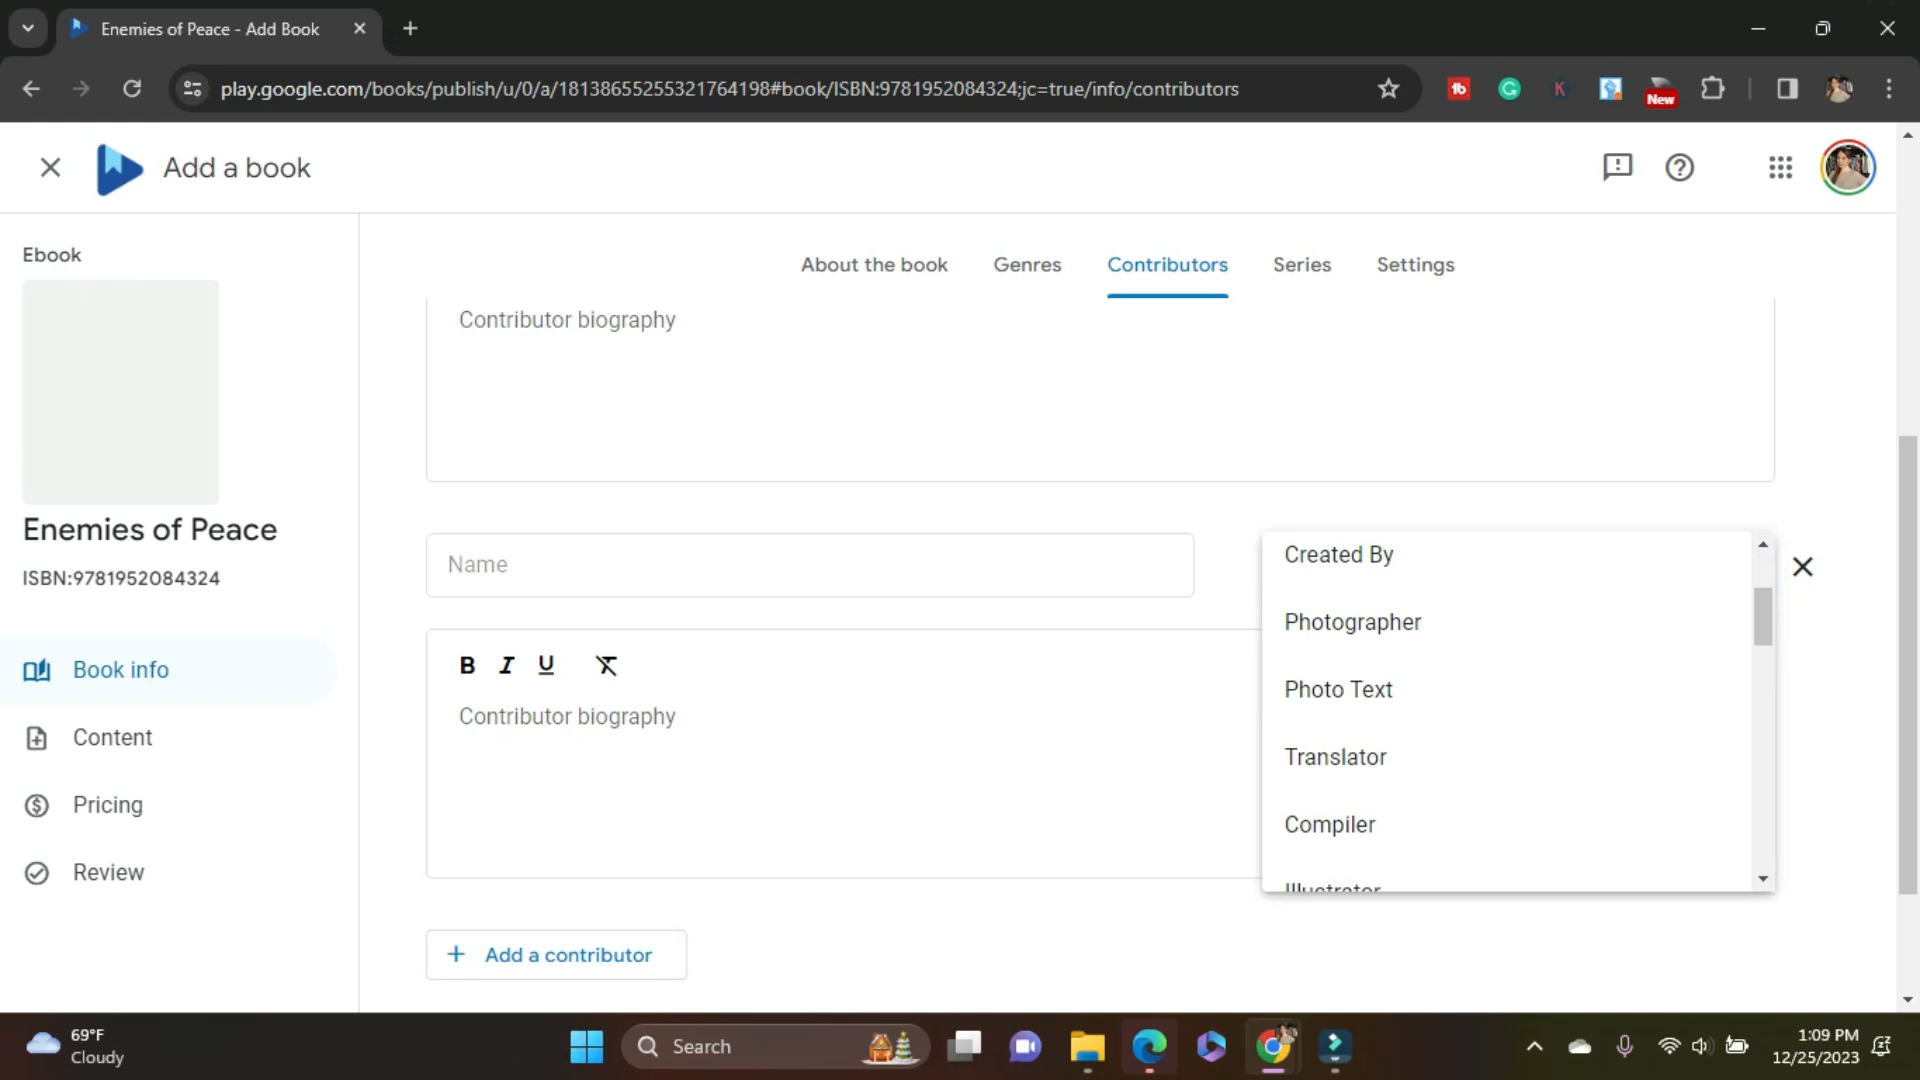 Enemies of Peace - Add Book
play.google.com/books/publish/u/0/a/18138655255321764198#book/ISBN:9781952084324;jc=true/info/contributors
tb
G
K
New
Add a book
Ebook
About the book
Genres
Contributors
Series
Settings
Contributor biography
Enemies of Peace
ISBN:9781952084324
Name
Created By
Photographer
Photo Text
Translator
Compiler
Illustrator
B I U
Contributor biography
Book info
Content
Pricing
Review
+ Add a contributor
69°F
Cloudy
Search
1:09 PM
12/25/2023